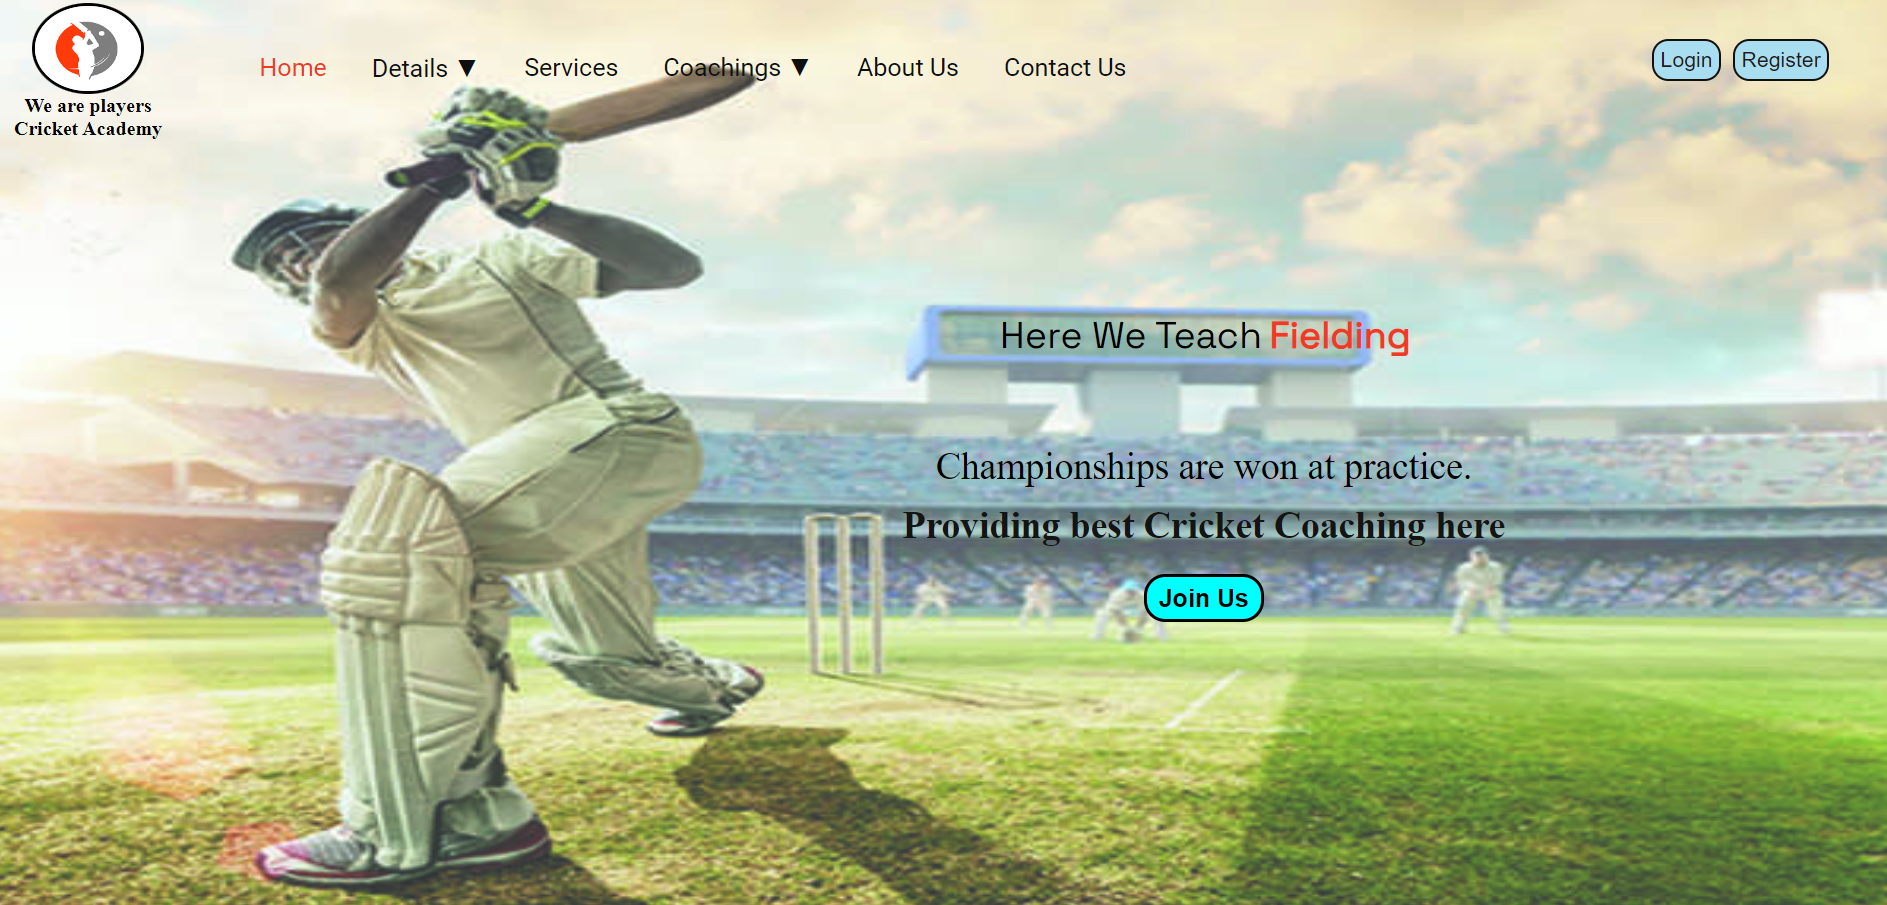 We are players
Cricket Academy
Home Details ▼ Services Coachings ▼ About Us Contact Us
Login Register
Here We Teach Fielding
Championships are won at practice.
Providing best Cricket Coaching here
Join Us